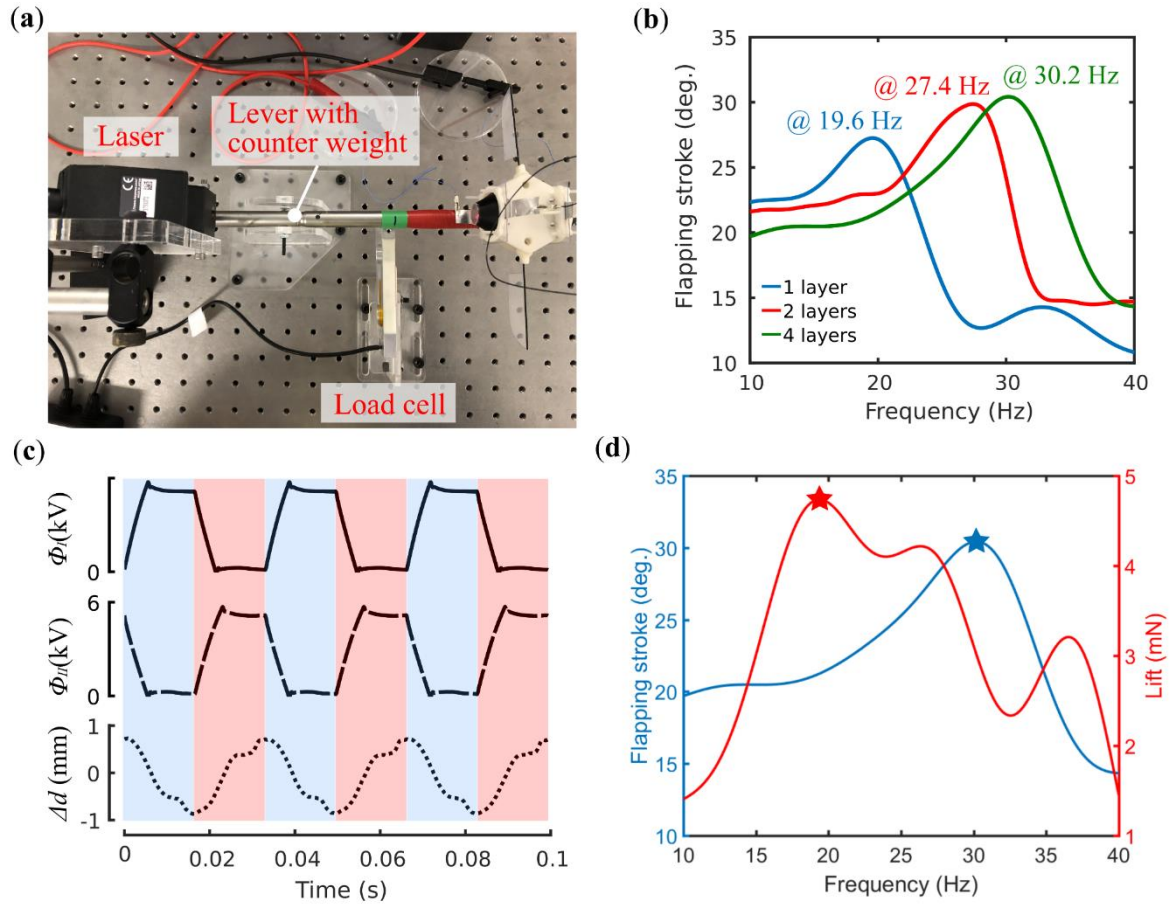 (a)
Laser
Lever with
counter weight
Load cell
(b)
35
30
25
20
15
10
Flapping stroke (deg.)
@ 19.6 Hz
@ 27.4 Hz
@ 30.2 Hz
1 layer
2 layers
4 layers
10 20 30 40
Frequency (Hz)
(c)
Φ_I(kV)
0
6
Φ_II(kV)
0
1
Δd (mm)
0
-1
0 0.02 0.04 0.06 0.08 0.1
Time (s)
(d)
35
30
25
20
15
10
Flapping stroke (deg.)
5
4
3
2
1
Lift (mN)
10 15 20 25 30 35 40
Frequency (Hz)